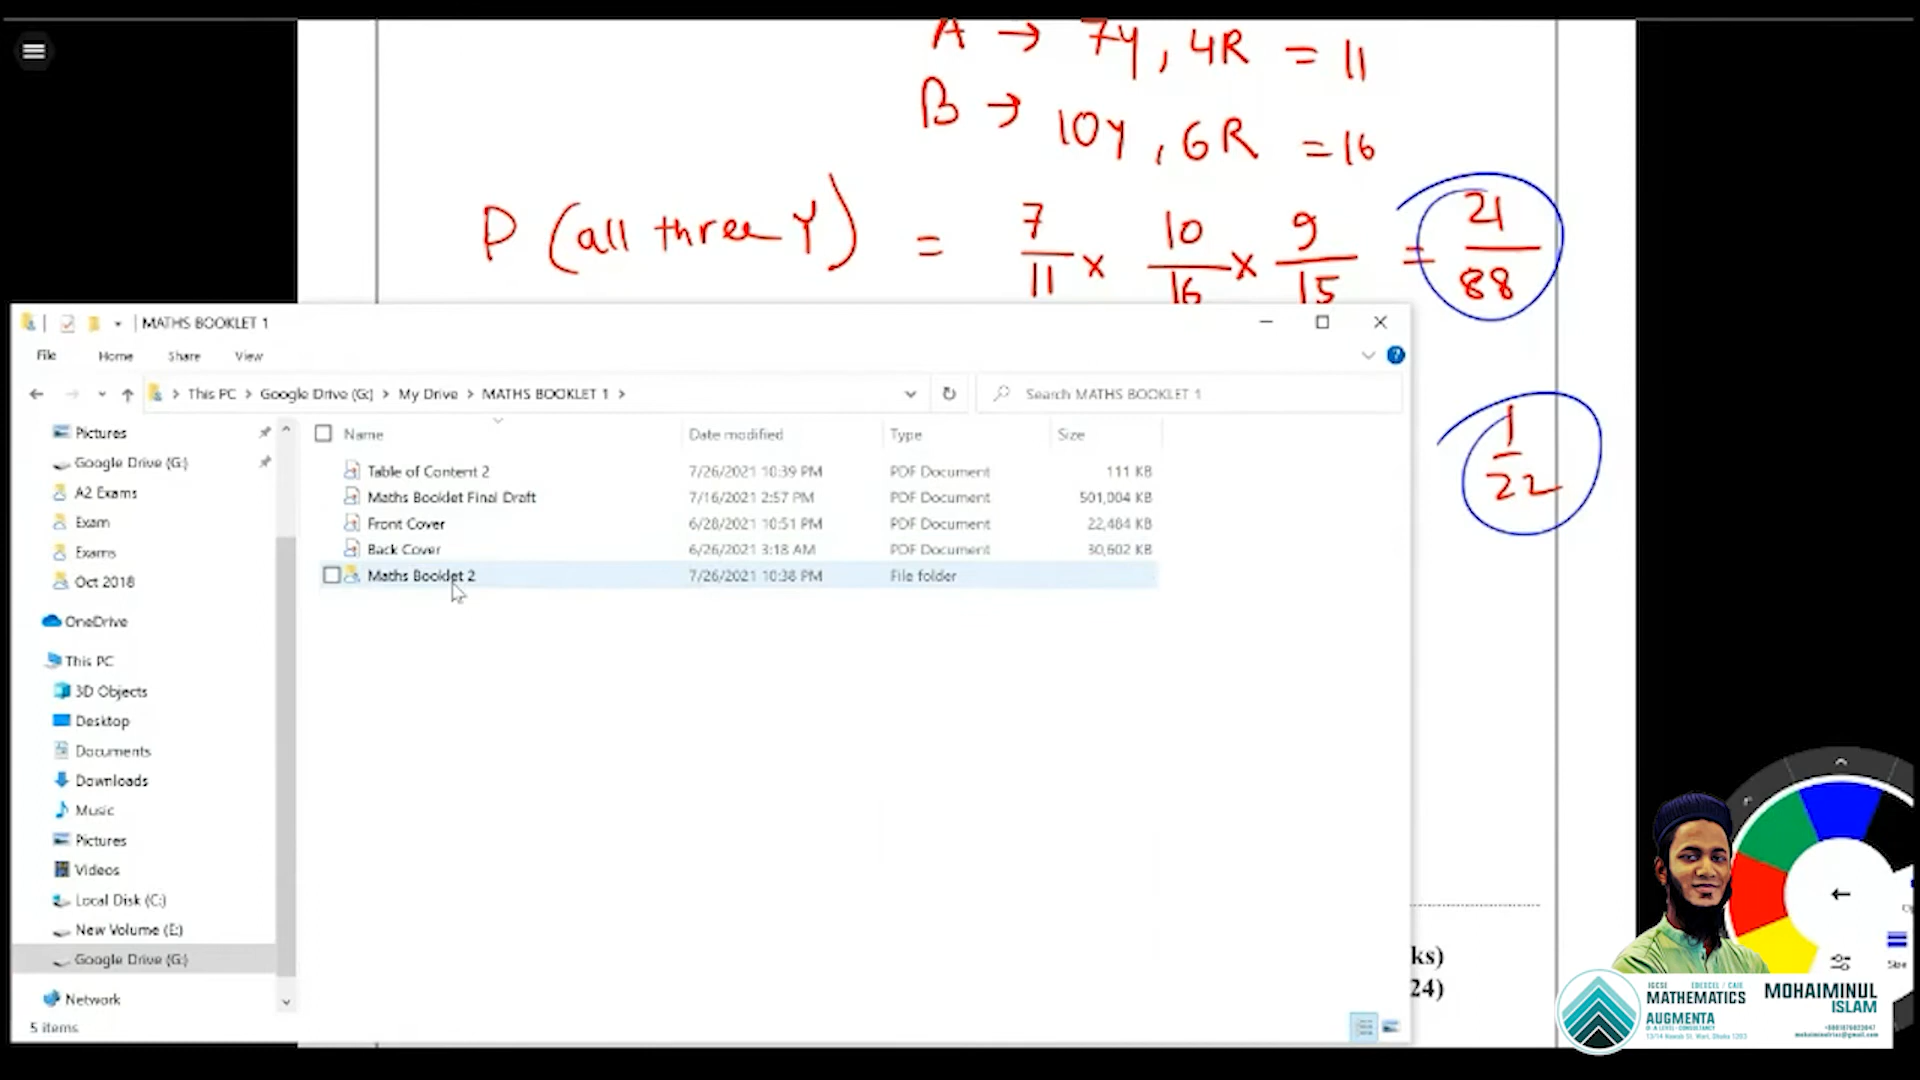 A → 7Y, 4R = 11
B → 10Y, 6R = 16
P (all three Y) = 7/11 × 10/16 × 9/15 = 21/88
1/22
MATHS BOOKLET 1
File Home Share View
This PC > Google Drive (G:) > My Drive > MATHS BOOKLET 1 >
Search MATHS BOOKLET 1
Name Date modified Type Size
Table of Content 2 7/26/2021 10:39 PM PDF Document 111 KB
Maths Booklet Final Draft 7/16/2021 2:57 PM PDF Document 501,004 KB
Front Cover 6/28/2021 10:51 PM PDF Document 22,484 KB
Back Cover 6/26/2021 3:18 AM PDF Document 30,602 KB
Maths Booklet 2 7/26/2021 10:38 PM File folder
Pictures
Google Drive (G:)
A2 Exams
Exam
Exams
Oct 2018
OneDrive
This PC
3D Objects
Desktop
Documents
Downloads
Music
Pictures
Videos
Local Disk (C:)
New Volume (E:)
Google Drive (G:)
Network
5 items
ks)
24)
Size
IGCSE EDEXCEL / CAIE
MATHEMATICS
AUGMENTA
MOHAIMINUL
ISLAM